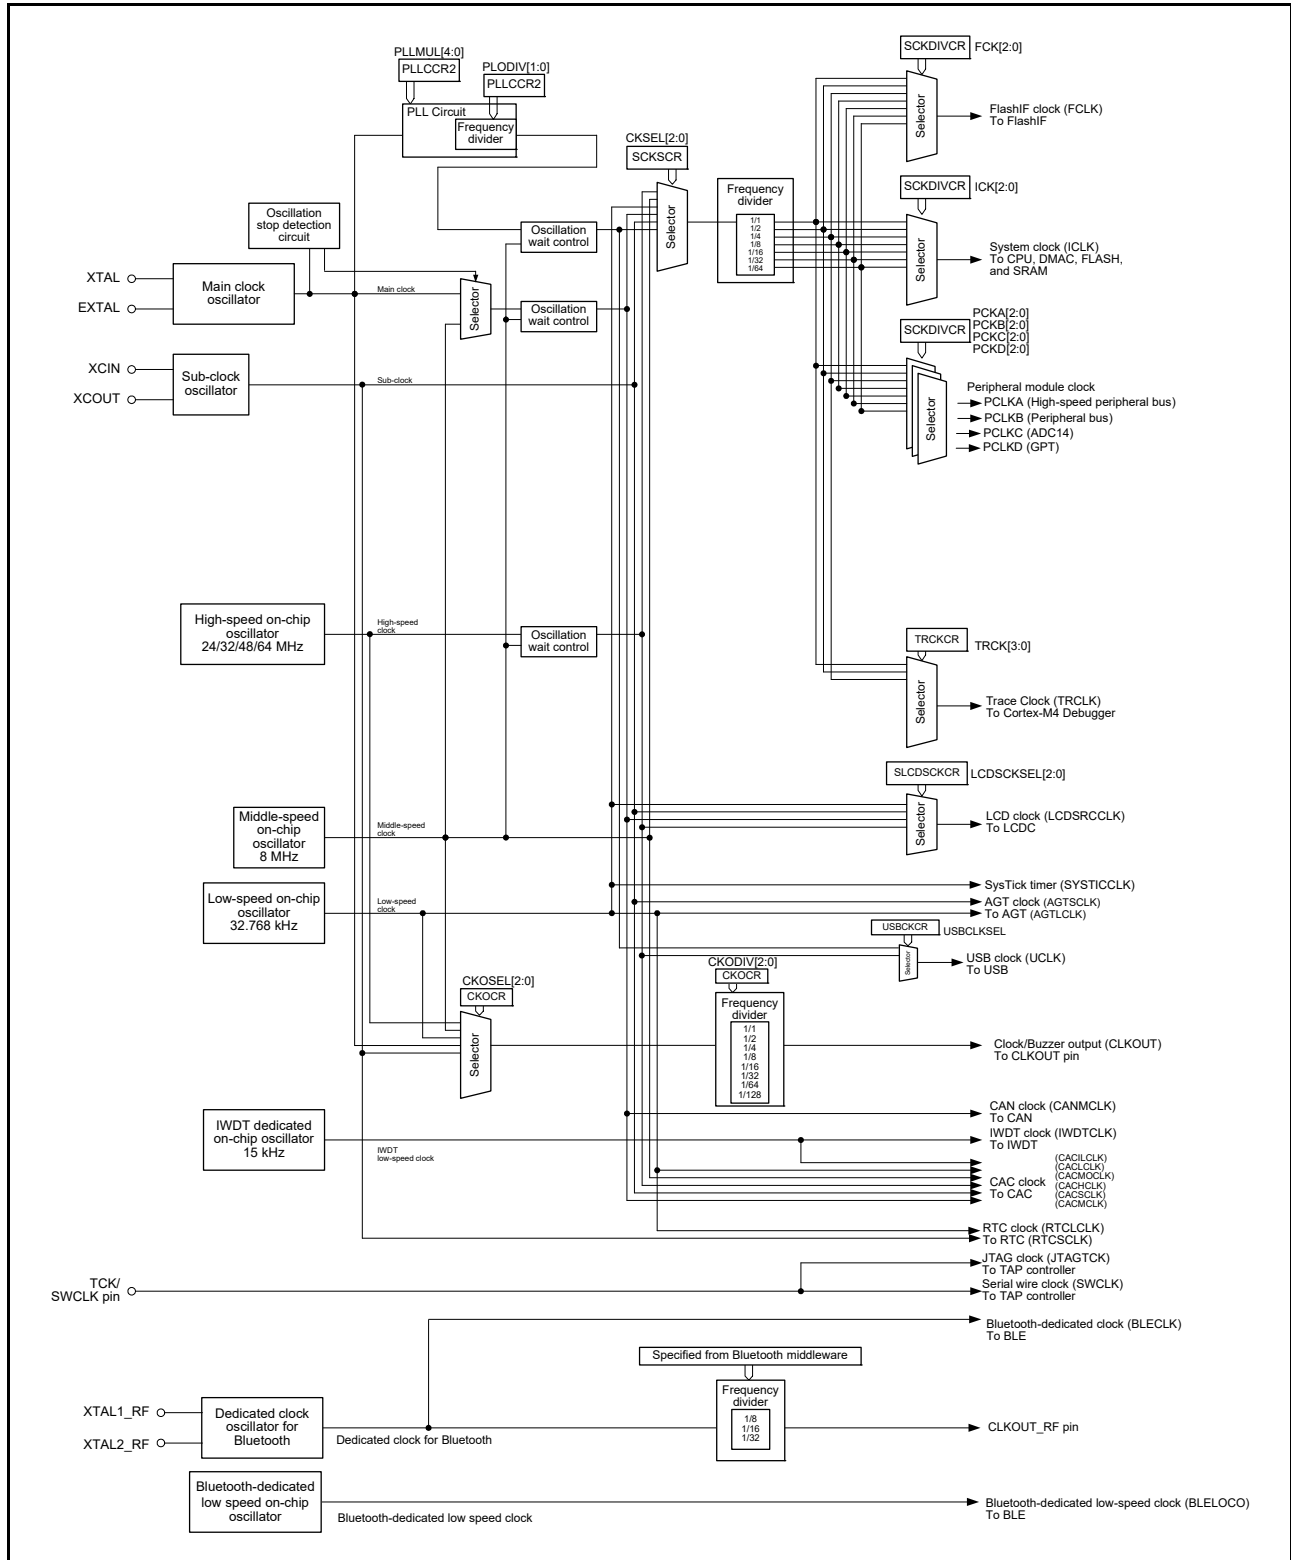 PLLMUL[4:0]
PLLCCR2
PLODIV[1:0]
PLLCCR2
PLL Circuit
Frequency
divider
CKSEL[2:0]
SCKSCR
Selector
Frequency
divider
1/1
1/2
1/4
1/8
1/16
1/32
1/64
SCKDIVCR
FCK[2:0]
Selector
FlashIF clock (FCLK)
To FlashIF
SCKDIVCR
ICK[2:0]
Selector
System clock (ICLK)
To CPU, DMAC, FLASH,
and SRAM
SCKDIVCR
PCKA[2:0]
PCKB[2:0]
PCKC[2:0]
PCKD[2:0]
Selector
Peripheral module clock
PCLKA (High-speed peripheral bus)
PCLKB (Peripheral bus)
PCLKC (ADC14)
PCLKD (GPT)
Oscillation
stop detection
circuit
XTAL
EXTAL
Main clock
oscillator
Main clock
Selector
Oscillation
wait control
Oscillation
wait control
XCIN
XCOUT
Sub-clock
oscillator
Sub-clock
High-speed on-chip
oscillator
24/32/48/64 MHz
High-speed
clock
Oscillation
wait control
TRCKCR
TRCK[3:0]
Selector
Trace Clock (TRCLK)
To Cortex-M4 Debugger
SLCDSCKCR
LCDSCKSEL[2:0]
Selector
LCD clock (LCDSRCCLK)
To LCDC
Middle-speed
on-chip
oscillator
8 MHz
Middle-speed
clock
Low-speed on-chip
oscillator
32.768 kHz
Low-speed
clock
SysTick timer (SYSTICCLK)
AGT clock (AGTSCLK)
To AGT (AGTLCLK)
USBCKCR
USBCLKSEL
Selector
USB clock (UCLK)
To USB
CKOSEL[2:0]
CKOCR
Selector
CKODIV[2:0]
CKOCR
Frequency
divider
1/1
1/2
1/4
1/8
1/16
1/32
1/64
1/128
Clock/Buzzer output (CLKOUT)
To CLKOUT pin
CAN clock (CANMCLK)
To CAN
IWDT dedicated
on-chip oscillator
15 kHz
IWDT
low-speed clock
IWDT clock (IWDTCLK)
To IWDT
CAC clock
To CAC
(CACILCLK)
(CACLCLK)
(CACMOCLK)
(CACHCLK)
(CACSCLK)
(CACMCLK)
RTC clock (RTCLCLK)
To RTC (RTCSCLK)
TCK/
SWCLK pin
JTAG clock (JTAGTCK)
To TAP controller
Serial wire clock (SWCLK)
To TAP controller
Bluetooth-dedicated clock (BLECLK)
To BLE
Specified from Bluetooth middleware
XTAL1_RF
XTAL2_RF
Dedicated clock
oscillator for
Bluetooth
Dedicated clock for Bluetooth
Frequency
divider
1/8
1/16
1/32
CLKOUT_RF pin
Bluetooth-dedicated
low speed on-chip
oscillator
Bluetooth-dedicated low speed clock
Bluetooth-dedicated low-speed clock (BLELOCO)
To BLE